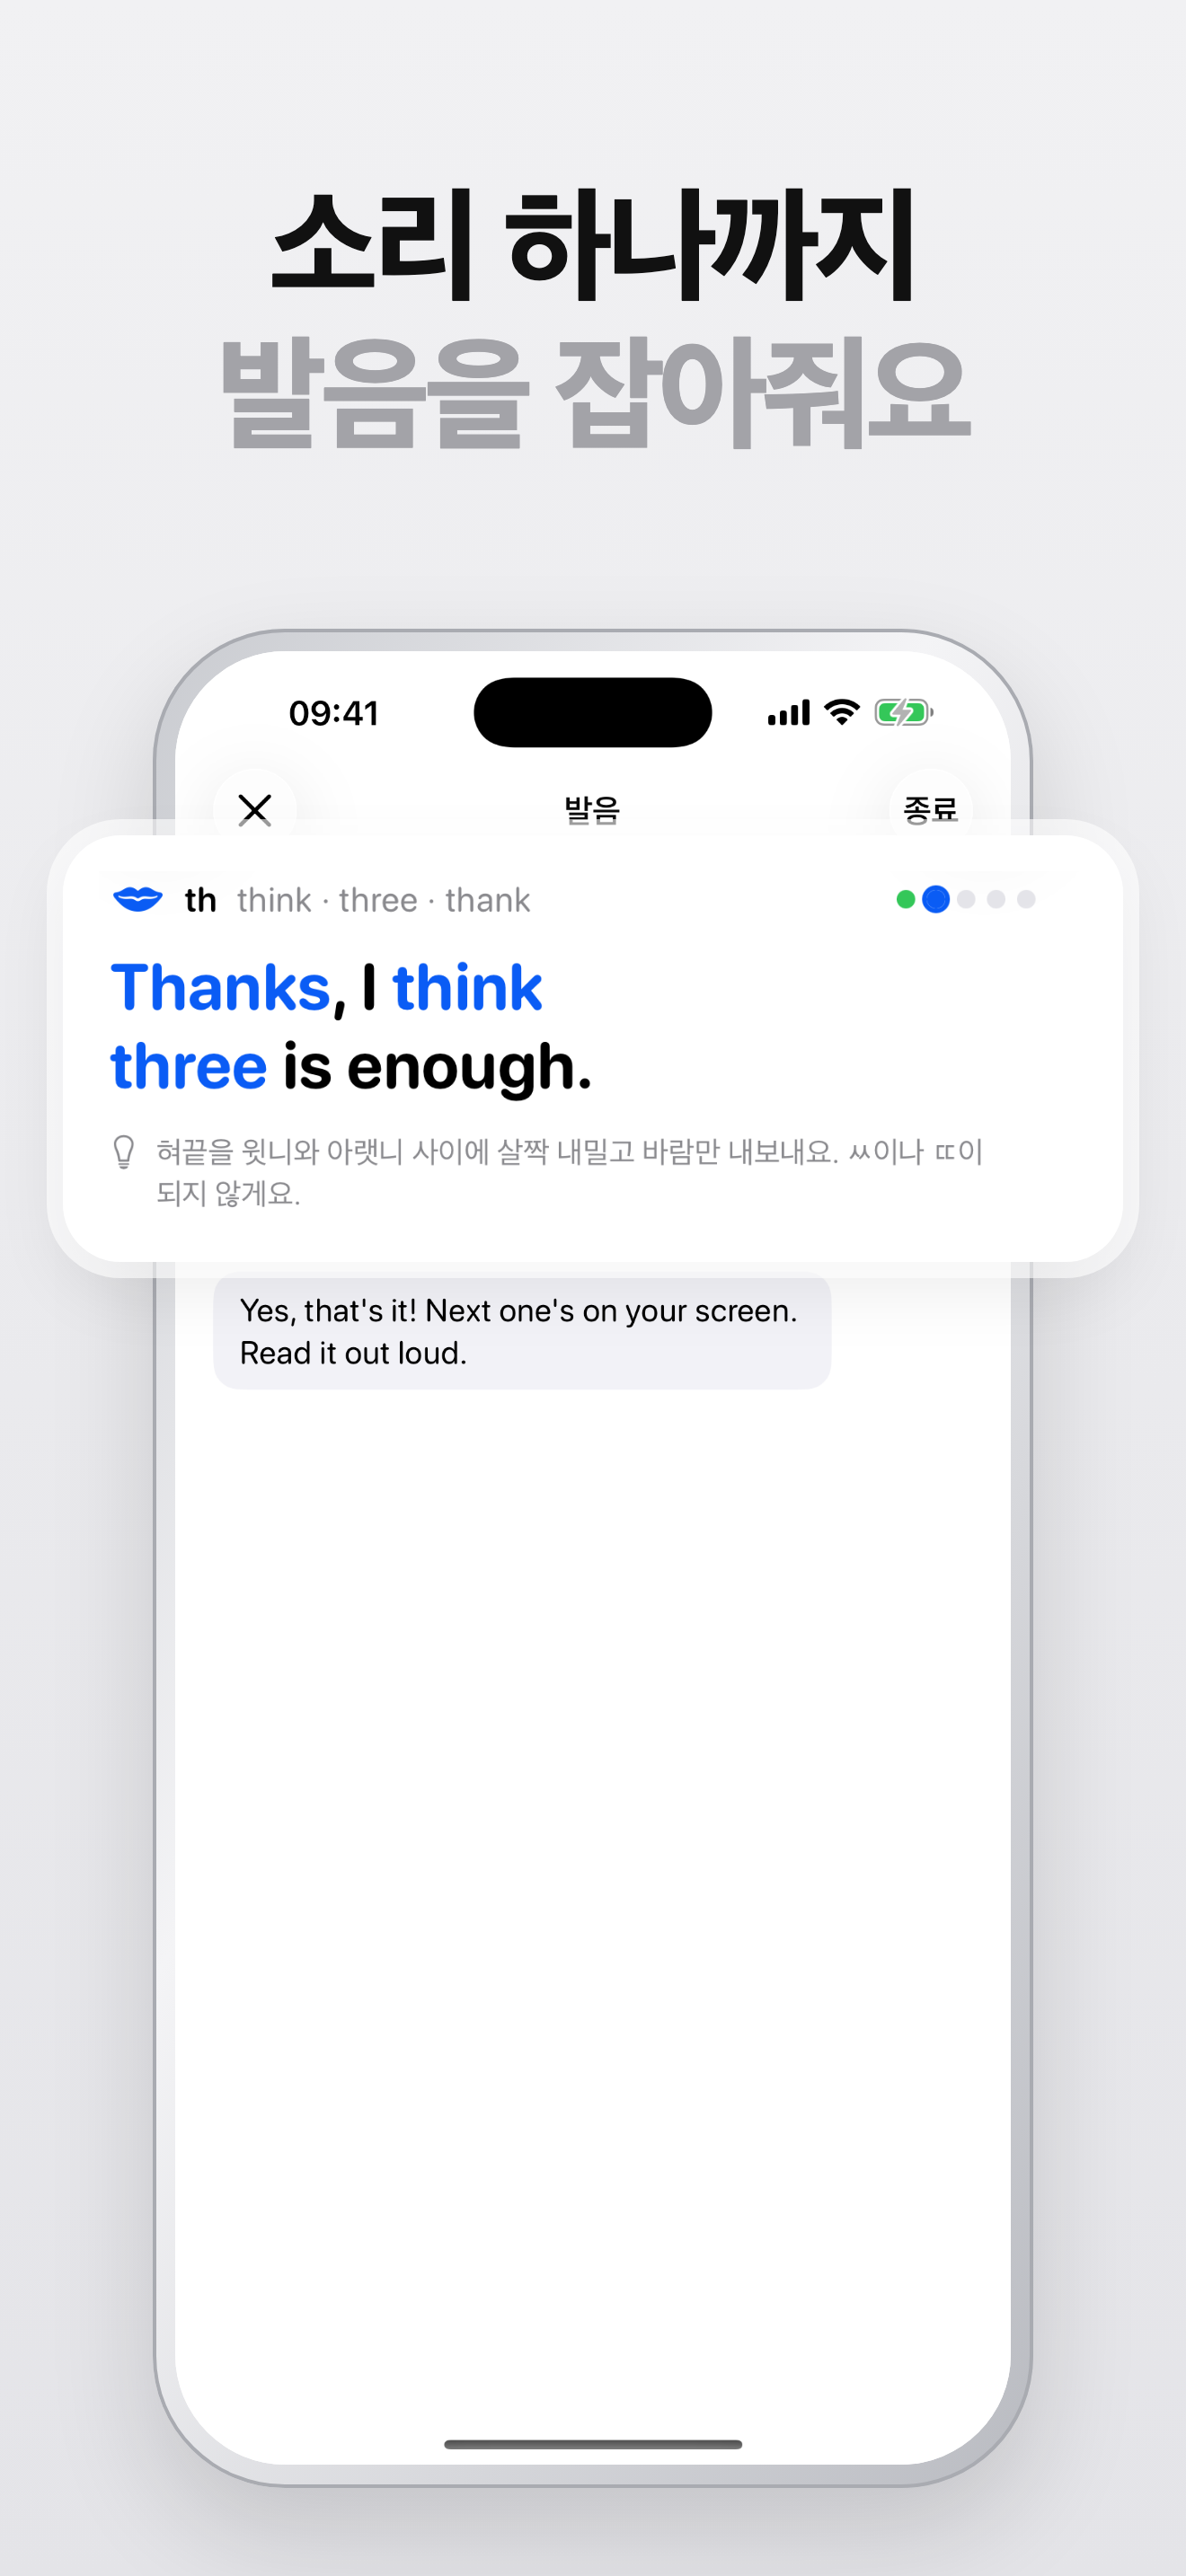 소리 하나까지
발음을 잡아줘요
09:41
발음
종료
th think · three · thank
Thanks, I think
three is enough.
혀끝을 윗니와 아랫니 사이에 살짝 내밀고 바람만 내보내요. ㅆ이나 ㄸ이
되지 않게요.
Yes, that's it! Next one's on your screen.
Read it out loud.